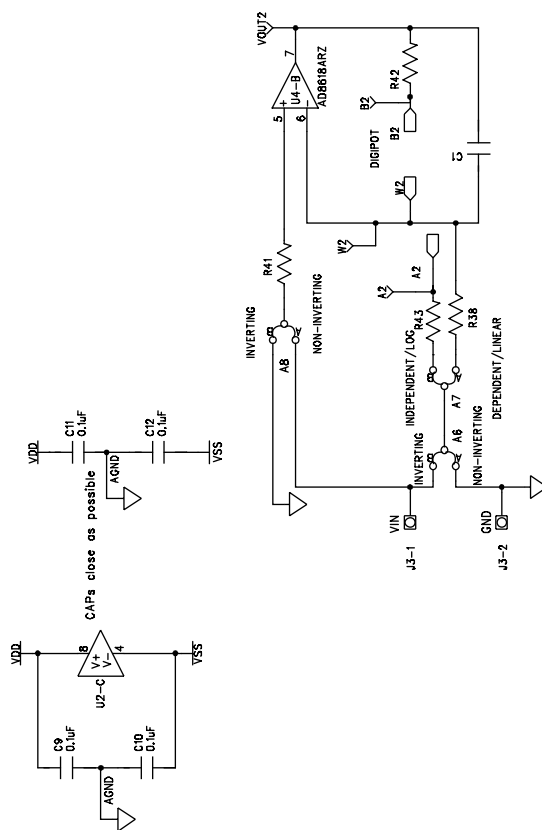 VDD
C9
0.1uF
C10
0.1uF
AGND
VSS
U2-C
V+
V-
8
4
CAPs close as possible
VDD
C11
0.1uF
AGND
C12
0.1uF
VSS
VOUT2
7
U4-B
AD8618ARZ
5
+
6
-
R41
INVERTING
B
A
A8
NON-INVERTING
R42
B2
B2
DIGIPOT
W2
W2
C1
A2
A2
R43
R38
INDEPENDENT/LOG
B
A
A7
DEPENDENT/LINEAR
INVERTING
B
A
A6
NON-INVERTING
VIN
J3-1
GND
J3-2